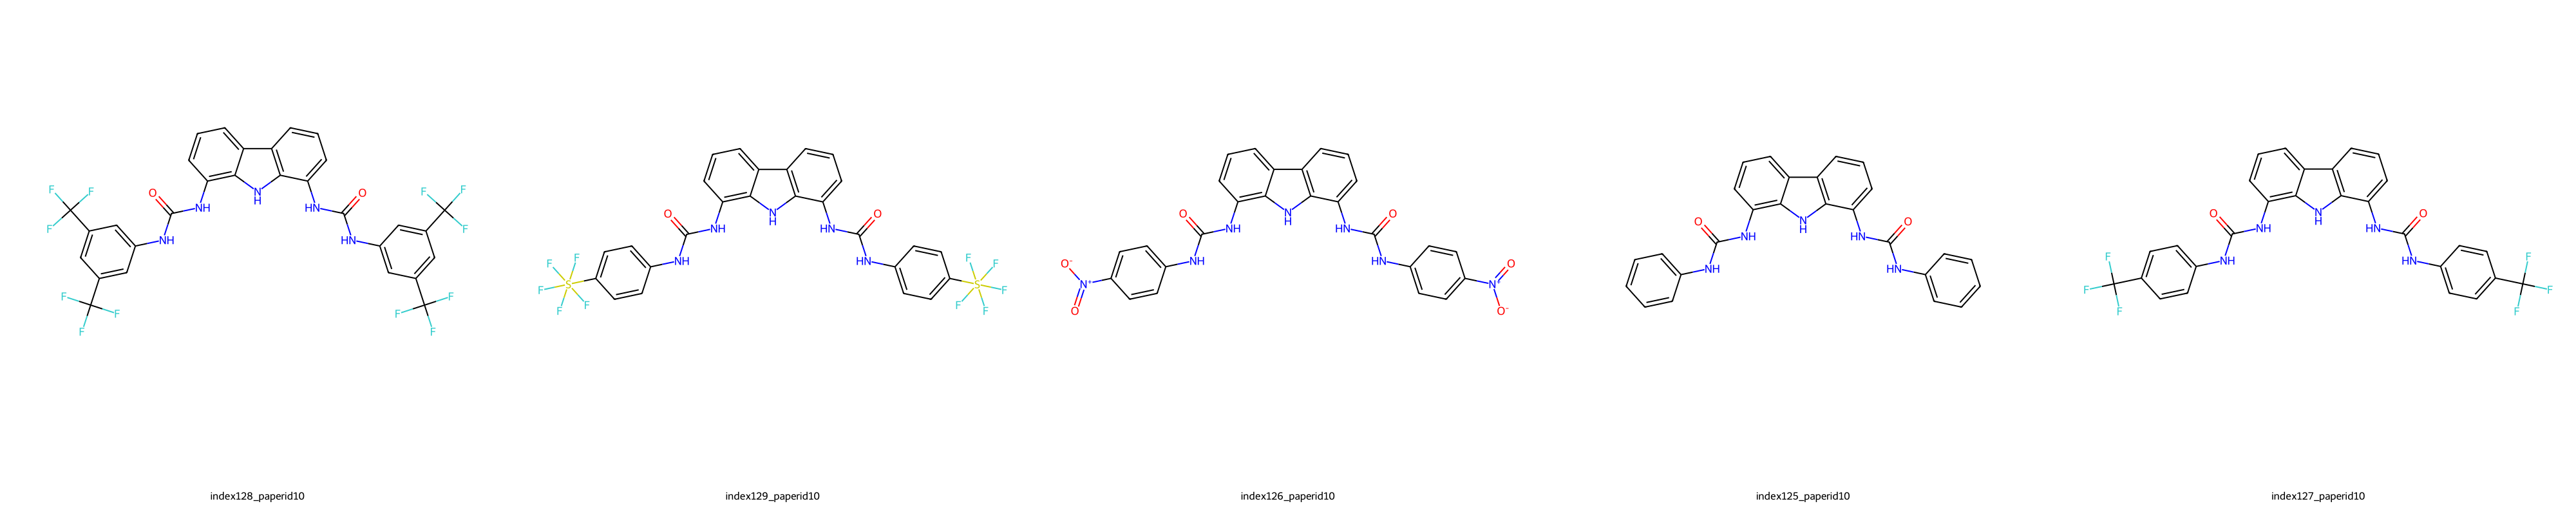 F F F O NH HN F F F N H HN O NH F F F F F F
F F F F F S O NH HN N H HN O NH S F F F F F
O⁻ N⁺ O O NH HN N H HN O NH N⁺ O O⁻
O NH HN N H HN O NH
F F F O NH HN N H HN O NH F F F
index128_paperid10
index129_paperid10
index126_paperid10
index125_paperid10
index127_paperid10